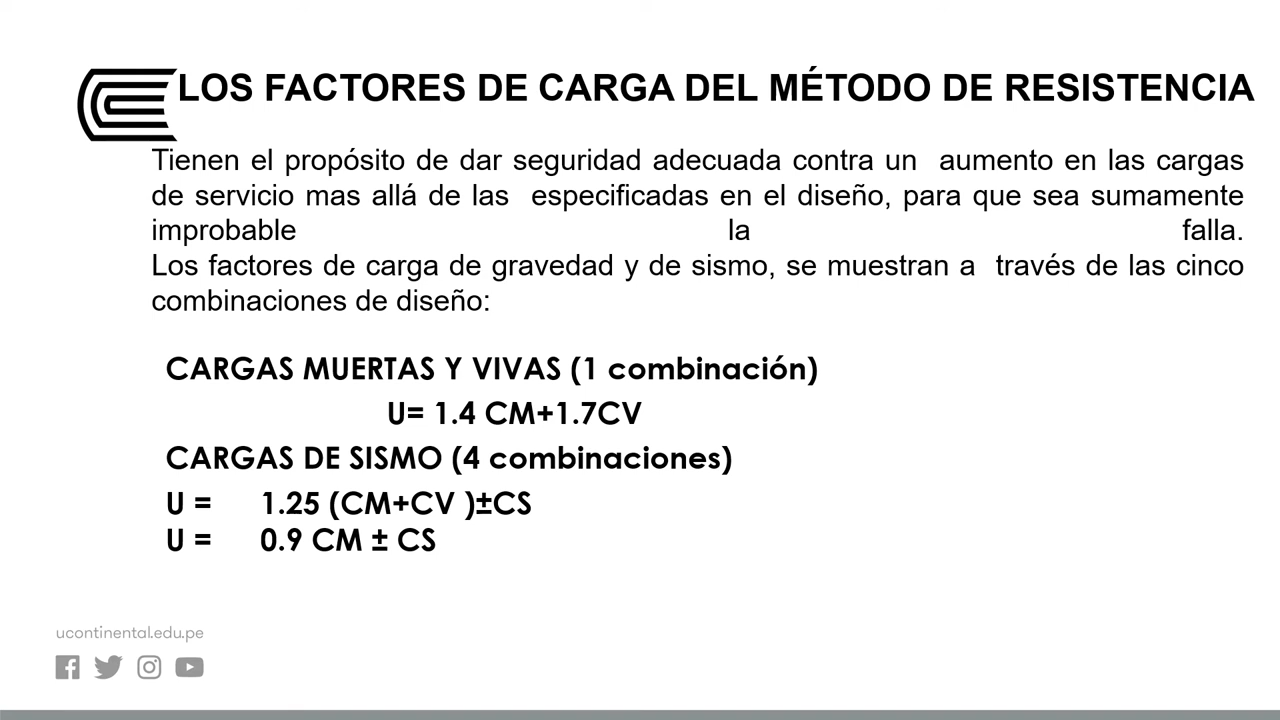 LOS FACTORES DE CARGA DEL MÉTODO DE RESISTENCIA
Tienen el propósito de dar seguridad adecuada contra un aumento en las cargas
de servicio mas allá de las especificadas en el diseño, para que sea sumamente
improbable la falla.
Los factores de carga de gravedad y de sismo, se muestran a través de las cinco
combinaciones de diseño:
CARGAS MUERTAS Y VIVAS (1 combinación)
U= 1.4 CM+1.7CV
CARGAS DE SISMO (4 combinaciones)
U = 1.25 (CM+CV )±CS
U = 0.9 CM ± CS
ucontinental.edu.pe